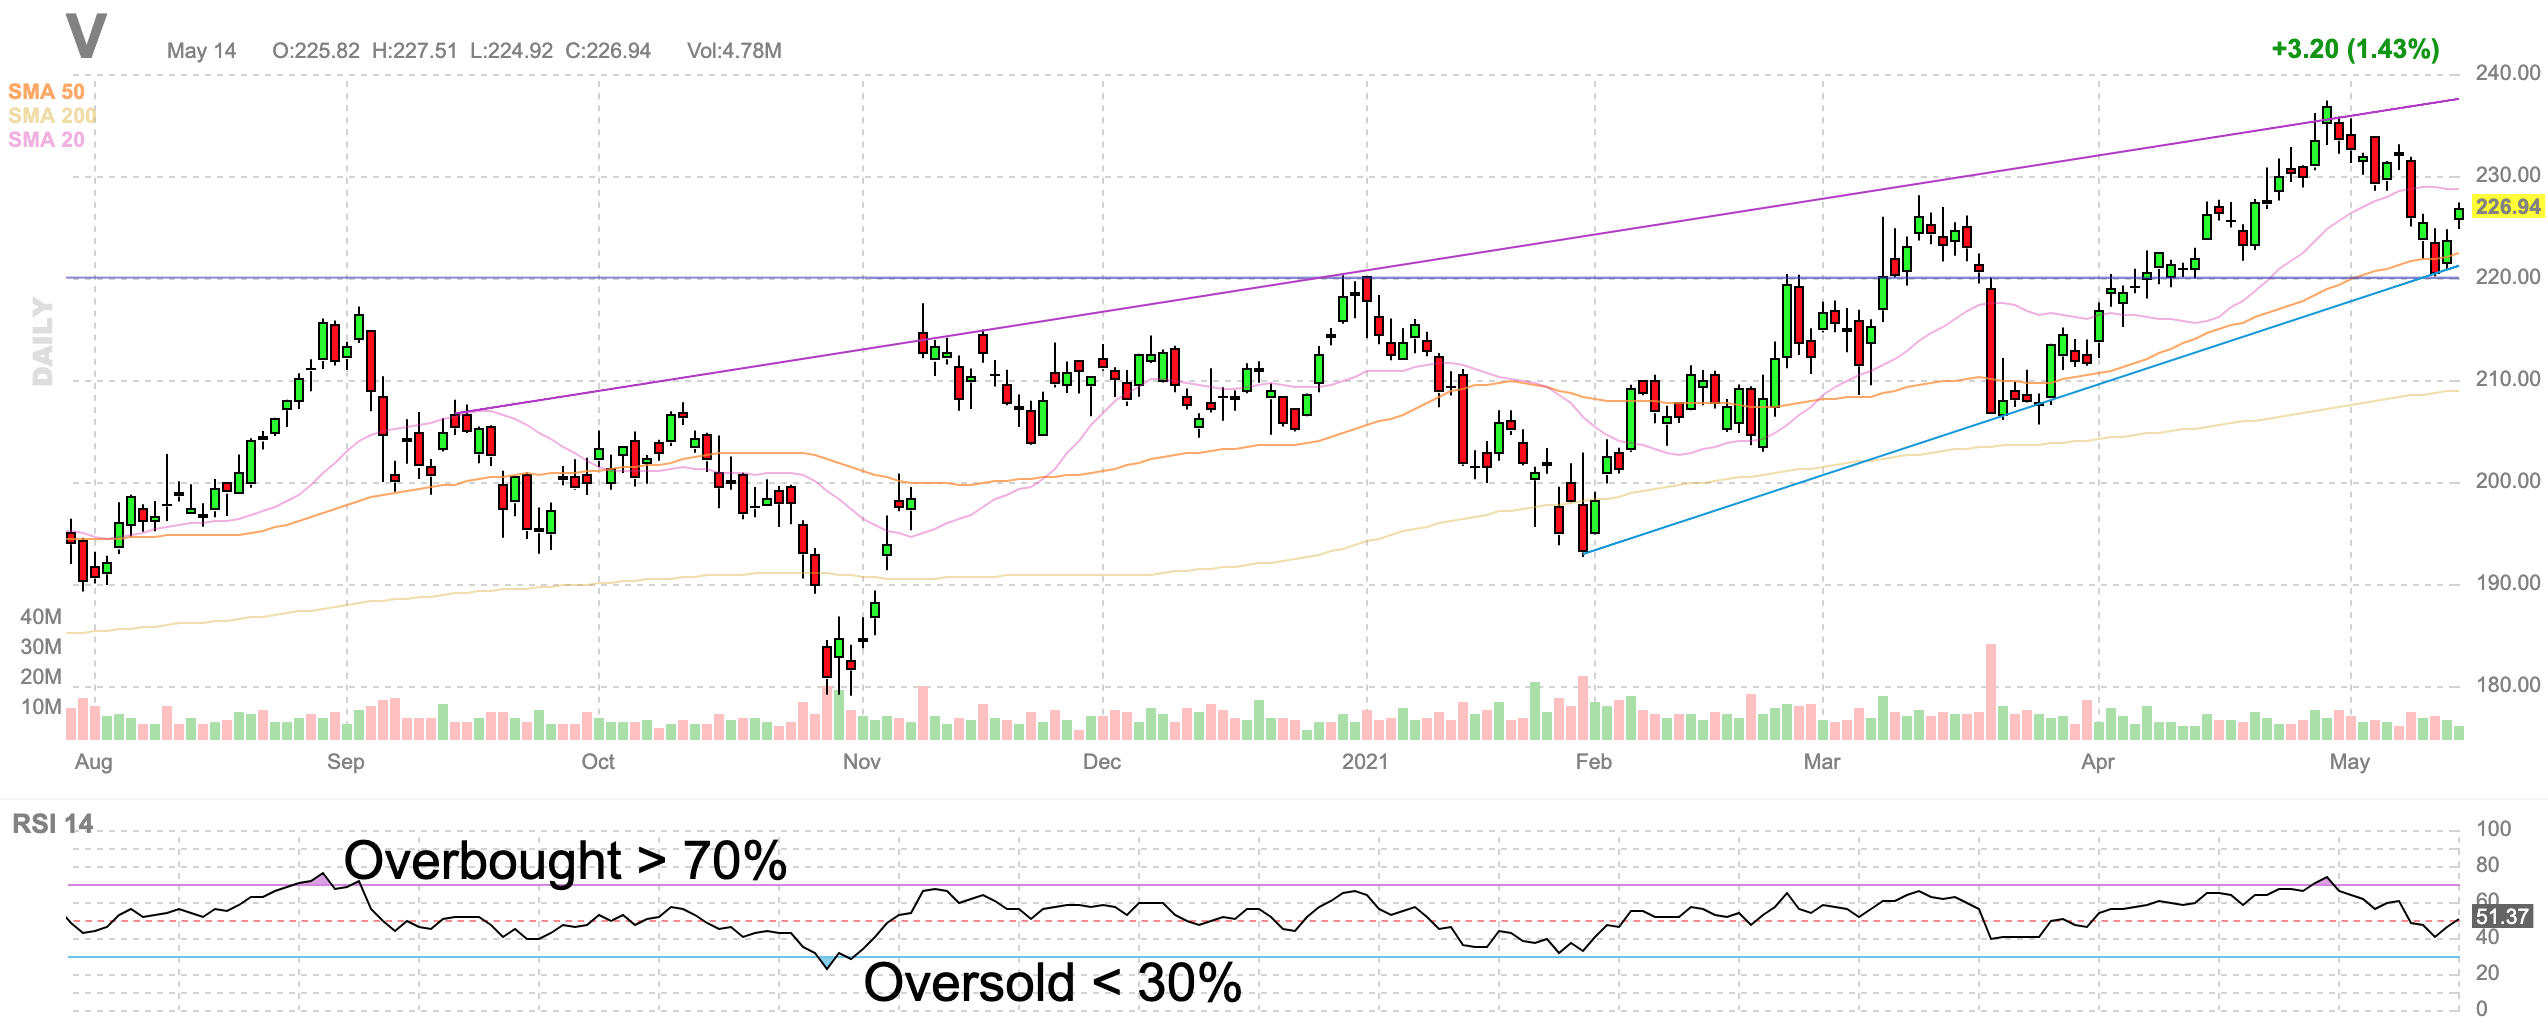 V
May 14 O:225.82 H:227.51 L:224.92 C:226.94 Vol:4.78M
+3.20 (1.43%)
SMA 50
SMA 200
SMA 20
DAILY
240.00
230.00
226.94
220.00
210.00
200.00
190.00
180.00
40M
30M
20M
10M
Aug Sep Oct Nov Dec 2021 Feb Mar Apr May
RSI 14
Overbought > 70%
Oversold < 30%
100
80
60
51.37
40
20
0